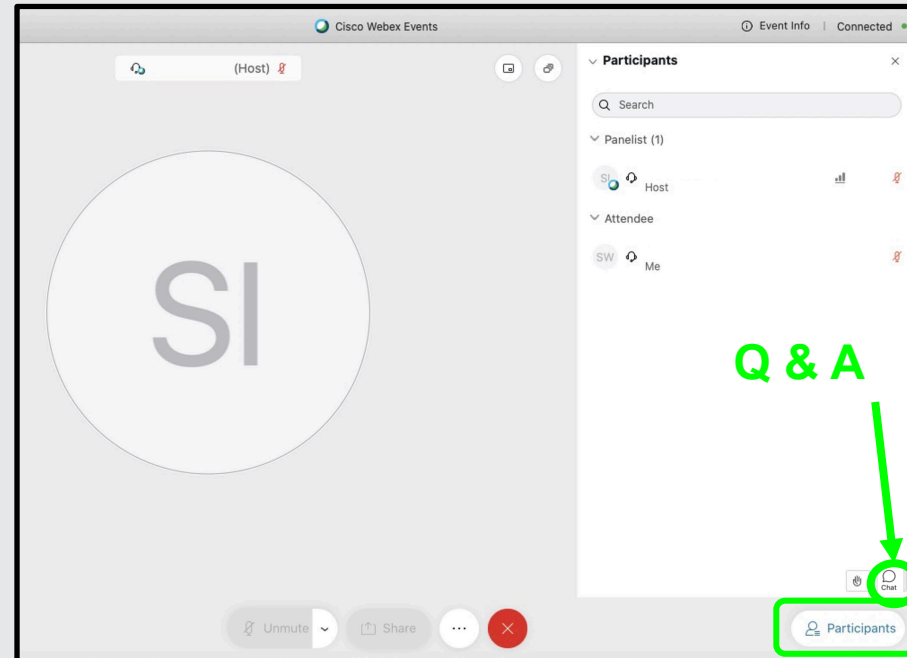 Cisco Webex Events
Event Info | Connected
(Host)
Participants
Search
Panelist (1)
SI
Host
Attendee
SW
Me
SI
Q & A
Chat
Unmute
Share
Participants